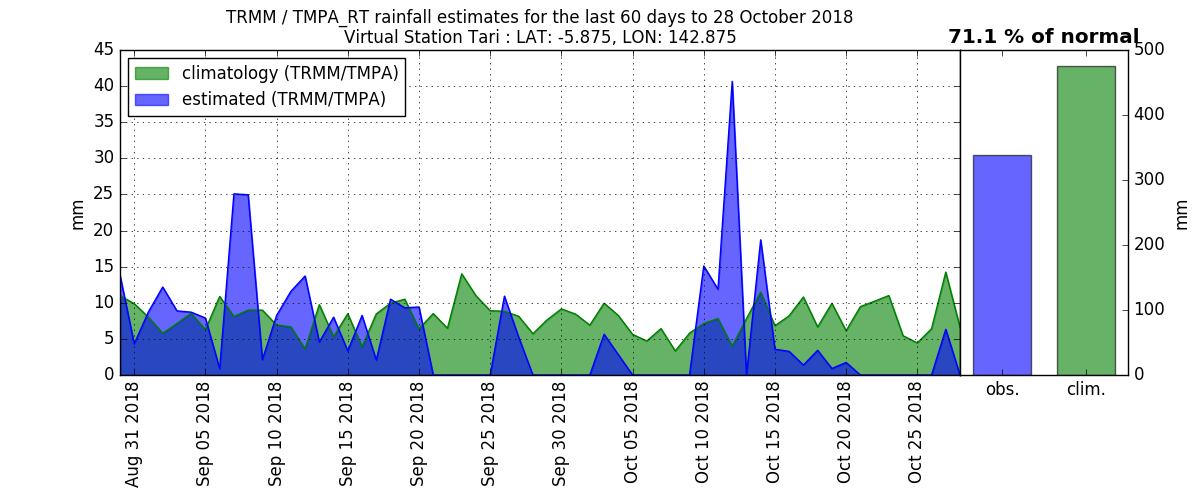 TRMM / TMPA_RT rainfall estimates for the last 60 days to 28 October 2018
Virtual Station Tari : LAT: -5.875, LON: 142.875
71.1 % of normal
climatology (TRMM/TMPA)
estimated (TRMM/TMPA)
45
40
35
30
25
20
15
10
5
0
mm
Aug 31 2018
Sep 05 2018
Sep 10 2018
Sep 15 2018
Sep 20 2018
Sep 25 2018
Sep 30 2018
Oct 05 2018
Oct 10 2018
Oct 15 2018
Oct 20 2018
Oct 25 2018
500
400
300
200
100
0
mm
obs.
clim.